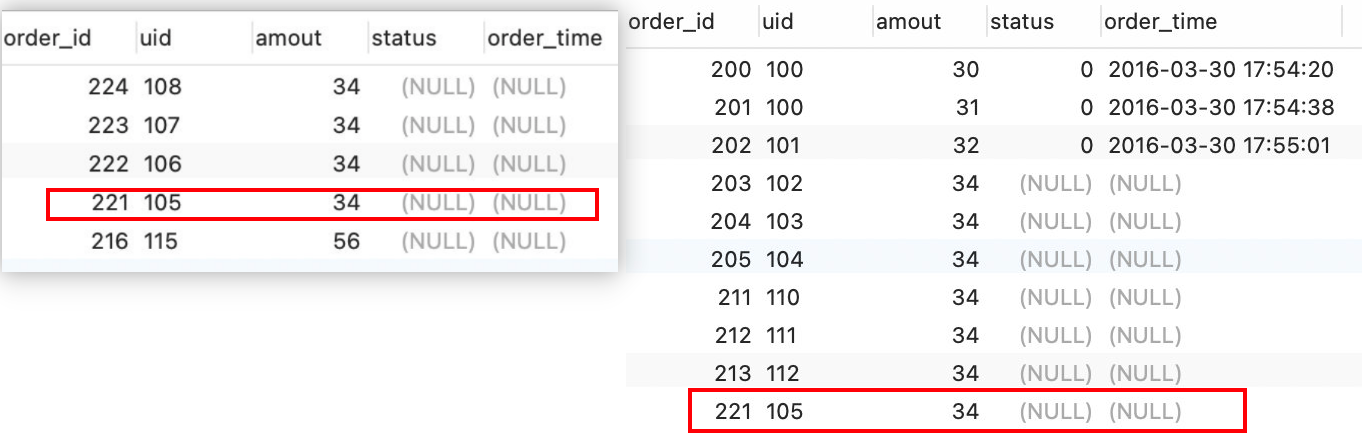 order_id uid amout status order_time
224 108 34 (NULL) (NULL)
223 107 34 (NULL) (NULL)
222 106 34 (NULL) (NULL)
221 105 34 (NULL) (NULL)
216 115 56 (NULL) (NULL)
order_id uid amout status order_time
200 100 30 0 2016-03-30 17:54:20
201 100 31 0 2016-03-30 17:54:38
202 101 32 0 2016-03-30 17:55:01
203 102 34 (NULL) (NULL)
204 103 34 (NULL) (NULL)
205 104 34 (NULL) (NULL)
211 110 34 (NULL) (NULL)
212 111 34 (NULL) (NULL)
213 112 34 (NULL) (NULL)
221 105 34 (NULL) (NULL)